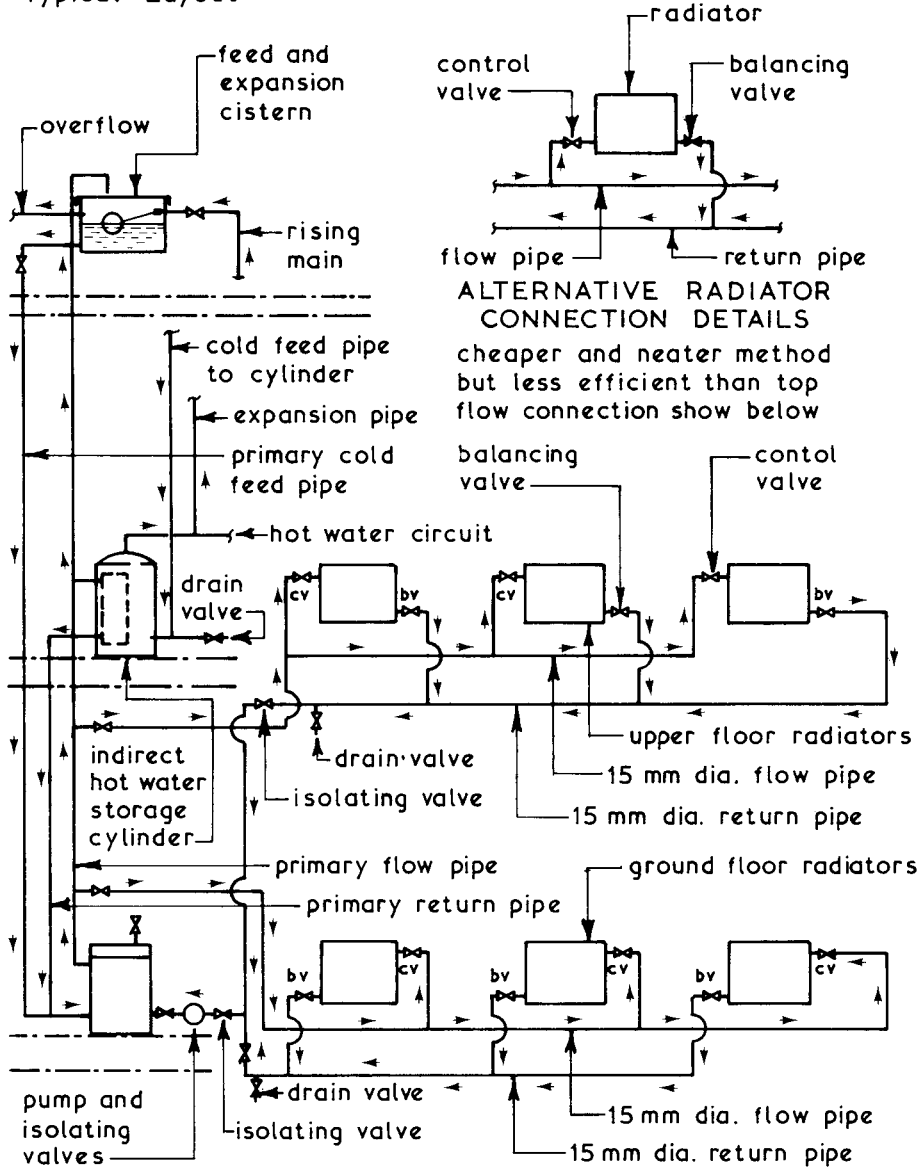 Typical Layout
radiator
feed and
expansion
cistern
control
valve
balancing
valve
overflow
rising
main
flow pipe
return pipe
ALTERNATIVE RADIATOR
CONNECTION DETAILS
cheaper and neater method
but less efficient than top
flow connection show below
cold feed pipe
to cylinder
expansion pipe
primary cold
feed pipe
balancing
valve
contol
valve
hot water circuit
drain
valve
cv
bv
cv
bv
indirect
hot water
storage
cylinder
drain valve
isolating valve
upper floor radiators
15 mm dia. flow pipe
15 mm dia. return pipe
primary flow pipe
ground floor radiators
primary return pipe
bv
cv
bv
cv
bv
cv
drain valve
pump and
isolating
valves
isolating valve
15 mm dia. flow pipe
15 mm dia. return pipe